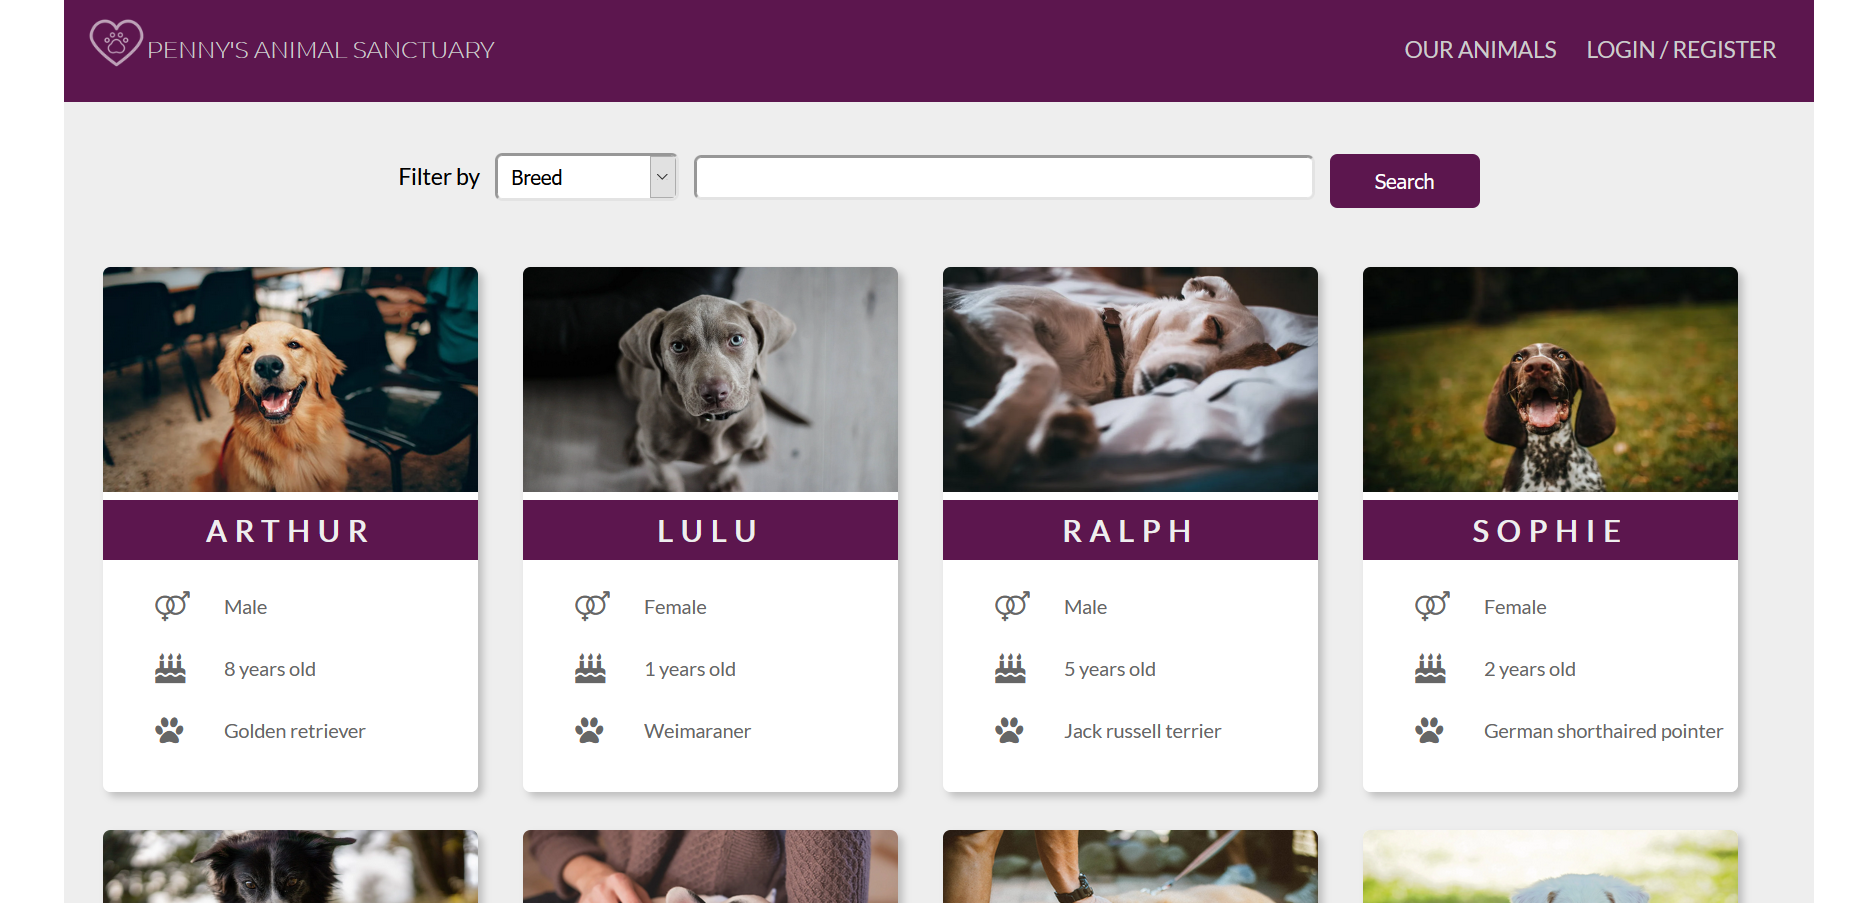 PENNY'S ANIMAL SANCTUARY
OUR ANIMALS
LOGIN / REGISTER
Filter by
Breed
Search
ARTHUR
Male
8 years old
Golden retriever
LULU
Female
1 years old
Weimaraner
RALPH
Male
5 years old
Jack russell terrier
SOPHIE
Female
2 years old
German shorthaired pointer